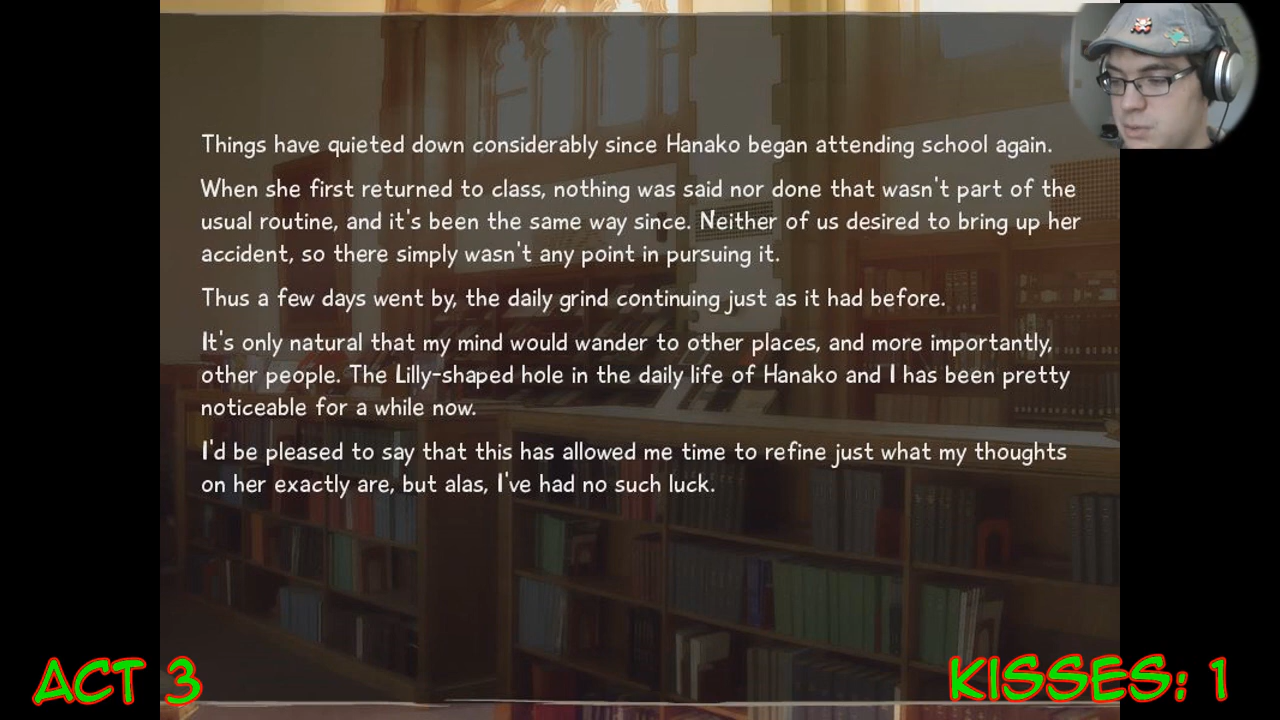 Things have quieted down considerably since Hanako began attending school again.
When she first returned to class, nothing was said nor done that wasn't part of the
usual routine, and it's been the same way since. Neither of us desired to bring up her
accident, so there simply wasn't any point in pursuing it.
Thus a few days went by, the daily grind continuing just as it had before.
It's only natural that my mind would wander to other places, and more importantly,
other people. The Lilly-shaped hole in the daily life of Hanako and I has been pretty
noticeable for a while now.
I'd be pleased to say that this has allowed me time to refine just what my thoughts
on her exactly are, but alas, I've had no such luck.
ACT 3
KISSES: 1